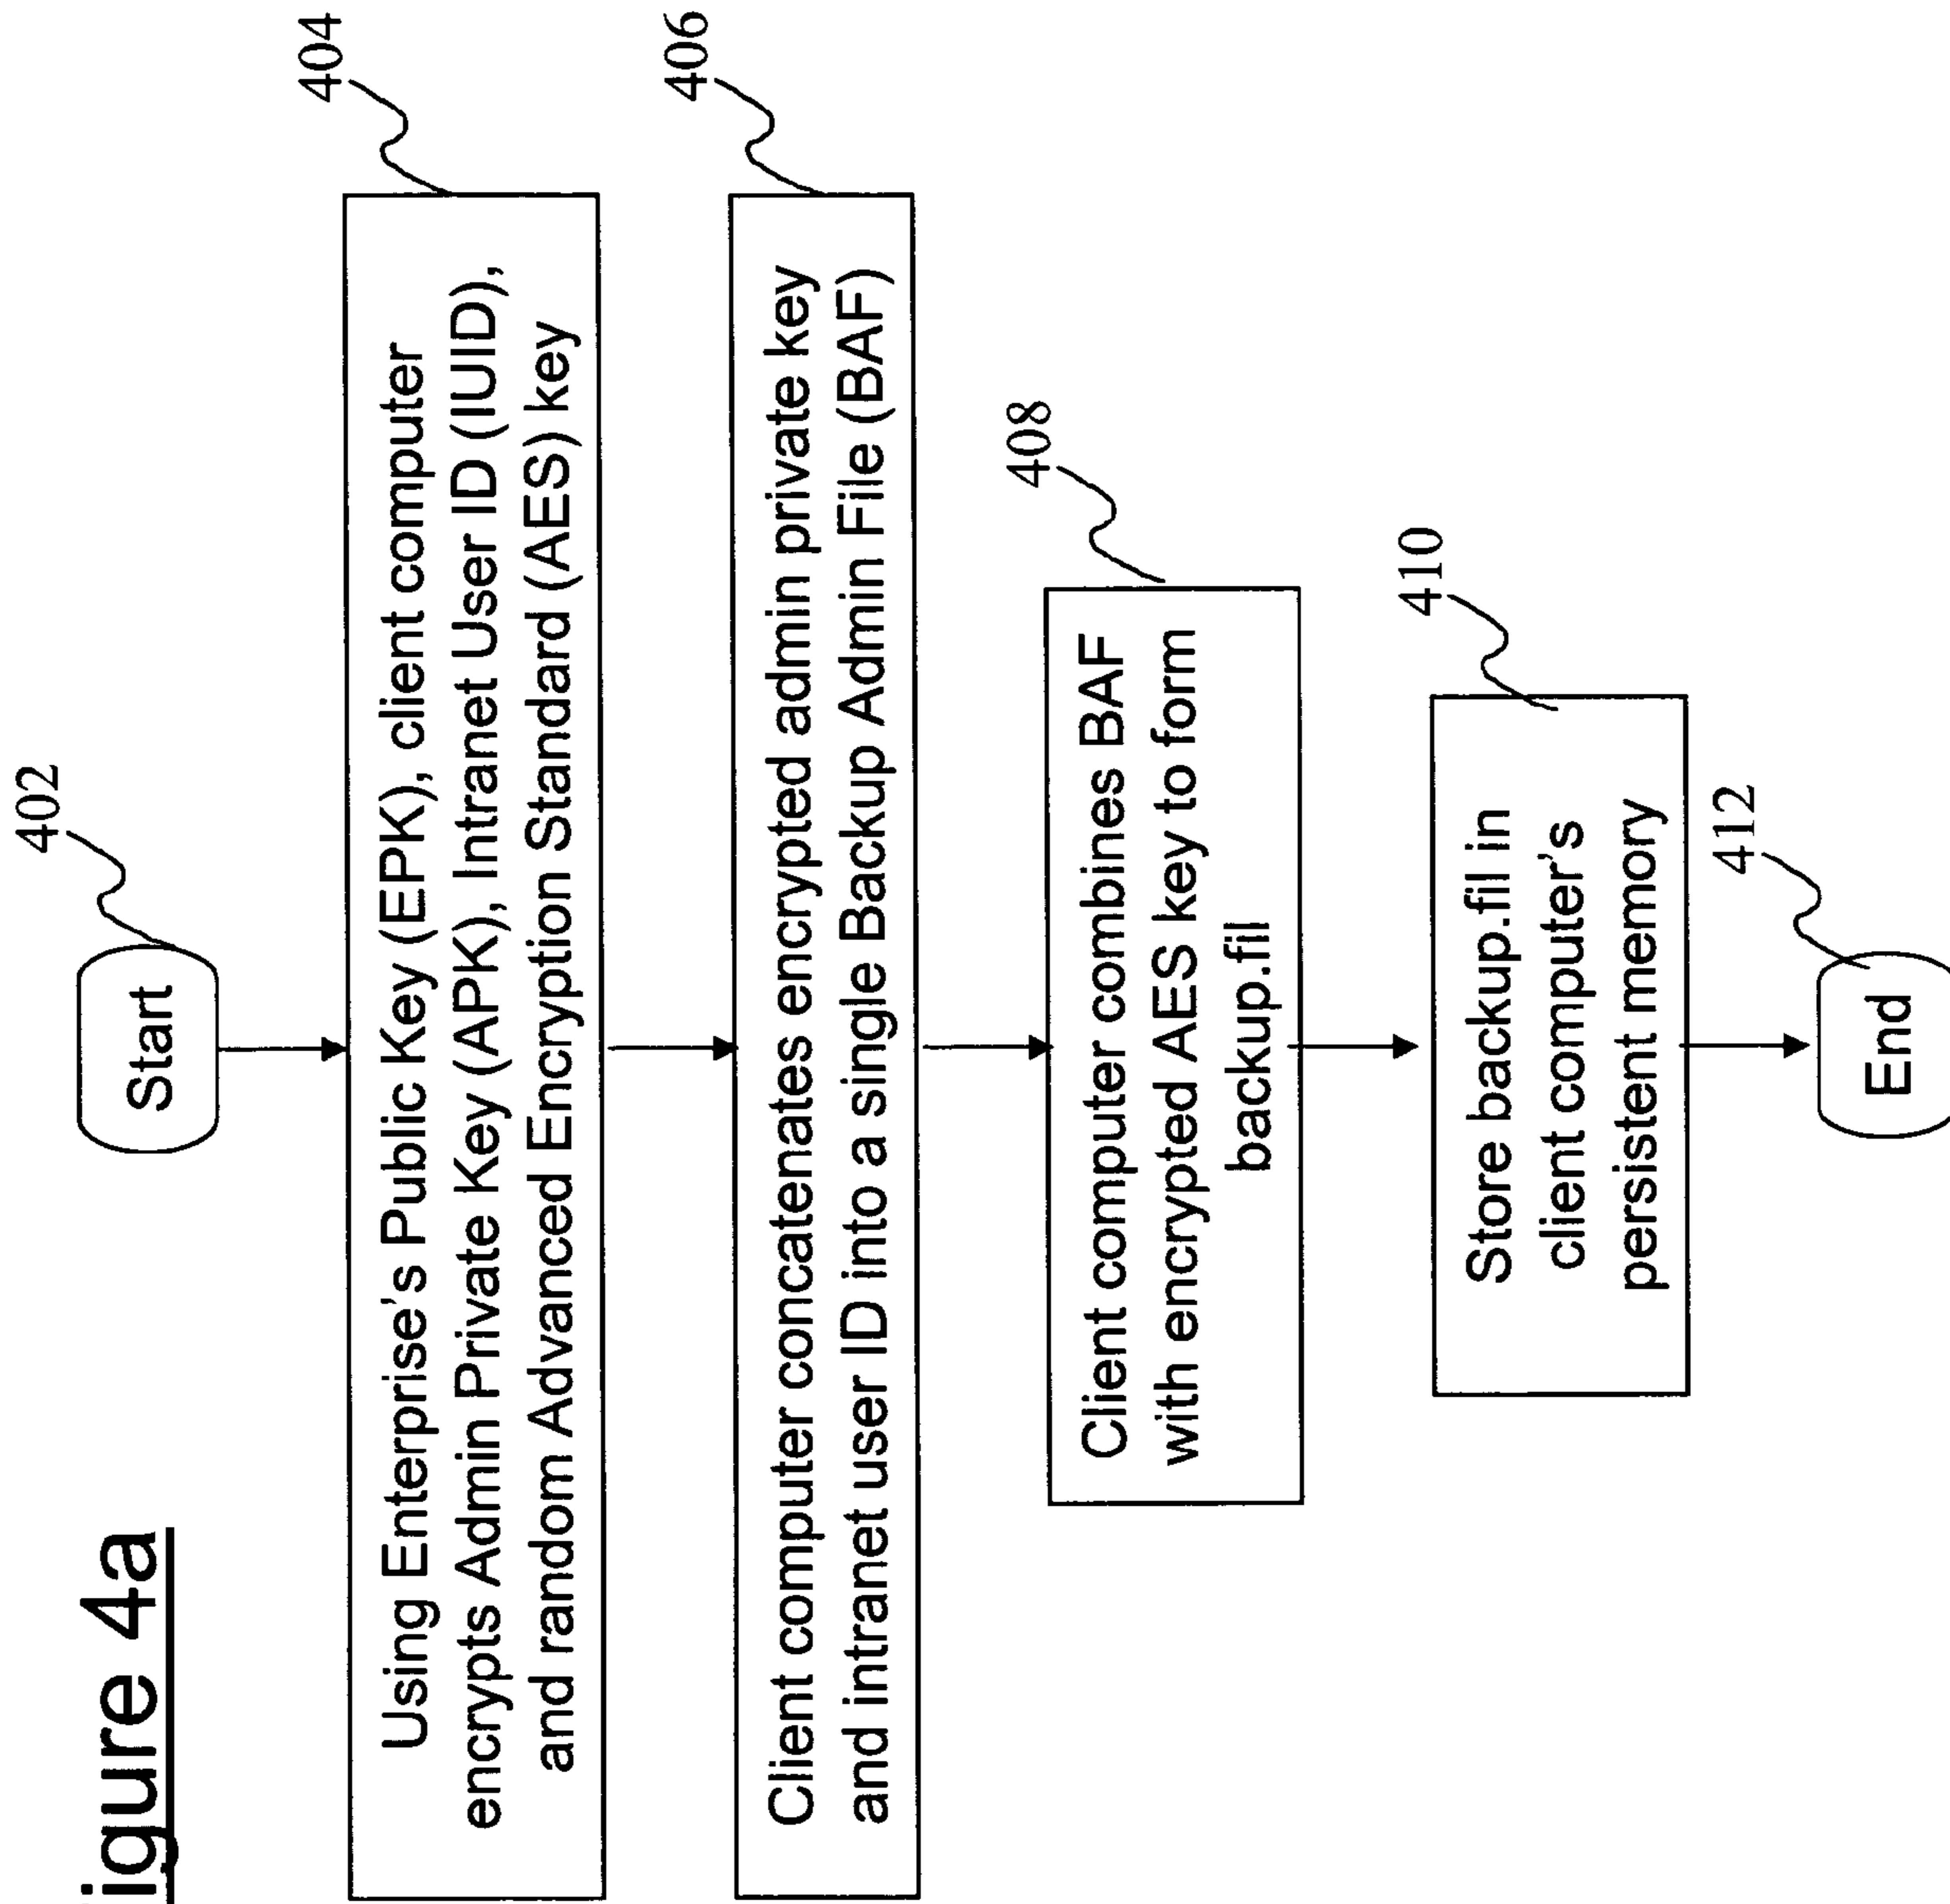 igure 4a
402
Start
404
Using Enterprise's Public Key (EPK), client computer
encrypts Admin Private Key (APK), Intranet User ID (IUID),
and random Advanced Encryption Standard (AES) key
406
Client computer concatenates encrypted admin private key
and intranet user ID into a single Backup Admin File (BAF)
408
Client computer combines BAF
with encrypted AES key to form
backup.fil
410
Store backup.fil in
client computer's
persistent memory
412
End